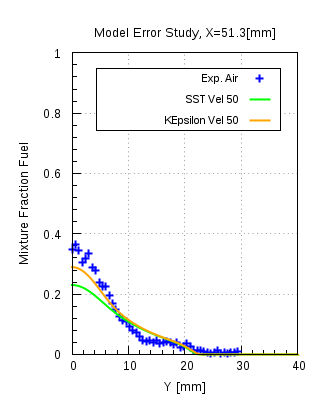 Model Error Study, X=51.3[mm]
1
Exp. Air
SST Vel 50
KEpsilon Vel 50
0.8
0.6
0.4
0.2
0
Mixture Fraction Fuel
0 10 20 30 40
Y [mm]